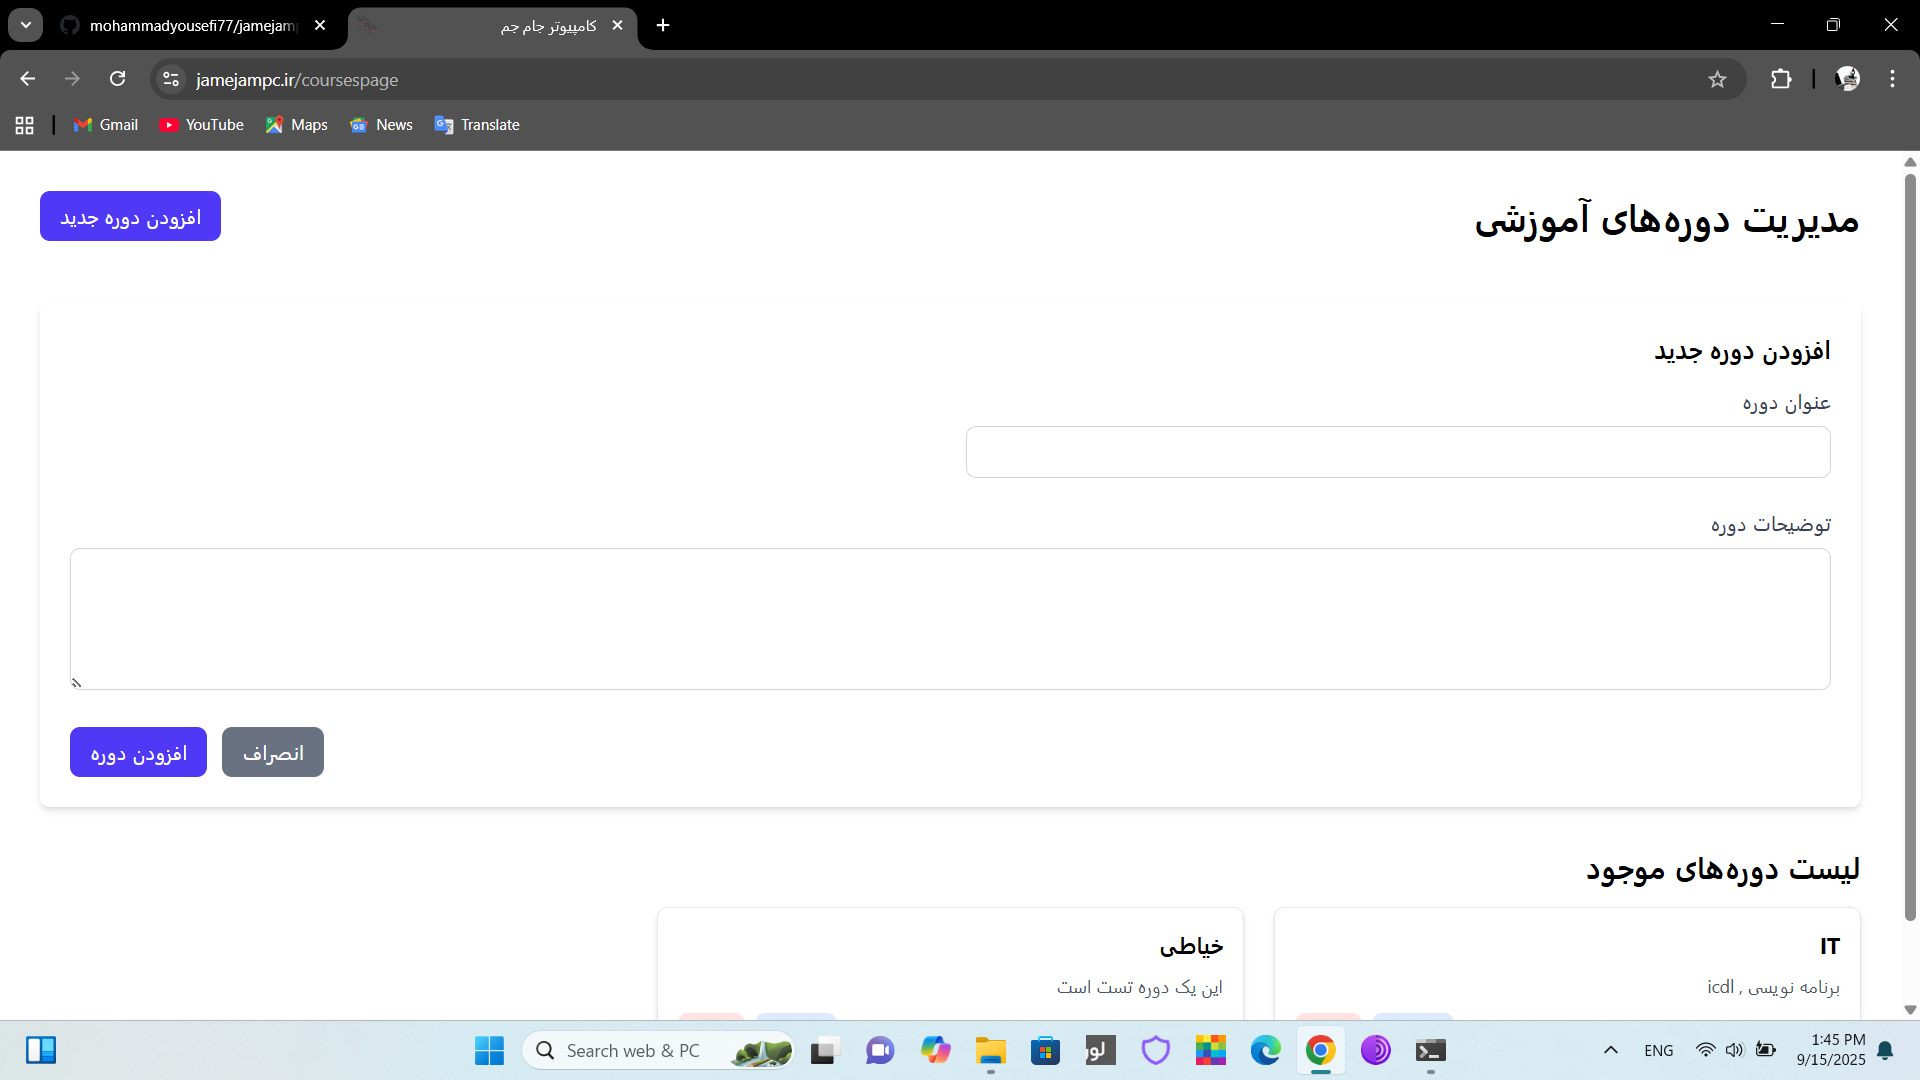 mohammadyousefi77/jamejam
کامپیوتر جام جم
jamejampc.ir/coursespage
Gmail
YouTube
Maps
News
Translate
مدیریت دوره‌های آموزشی
افزودن دوره جدید
افزودن دوره جدید
عنوان دوره
توضیحات دوره
افزودن دوره
انصراف
لیست دوره‌های موجود
IT
برنامه نویسی , icdl
خیاطی
این یک دوره تست است
Search web & PC
لور
ENG
1:45 PM
9/15/2025